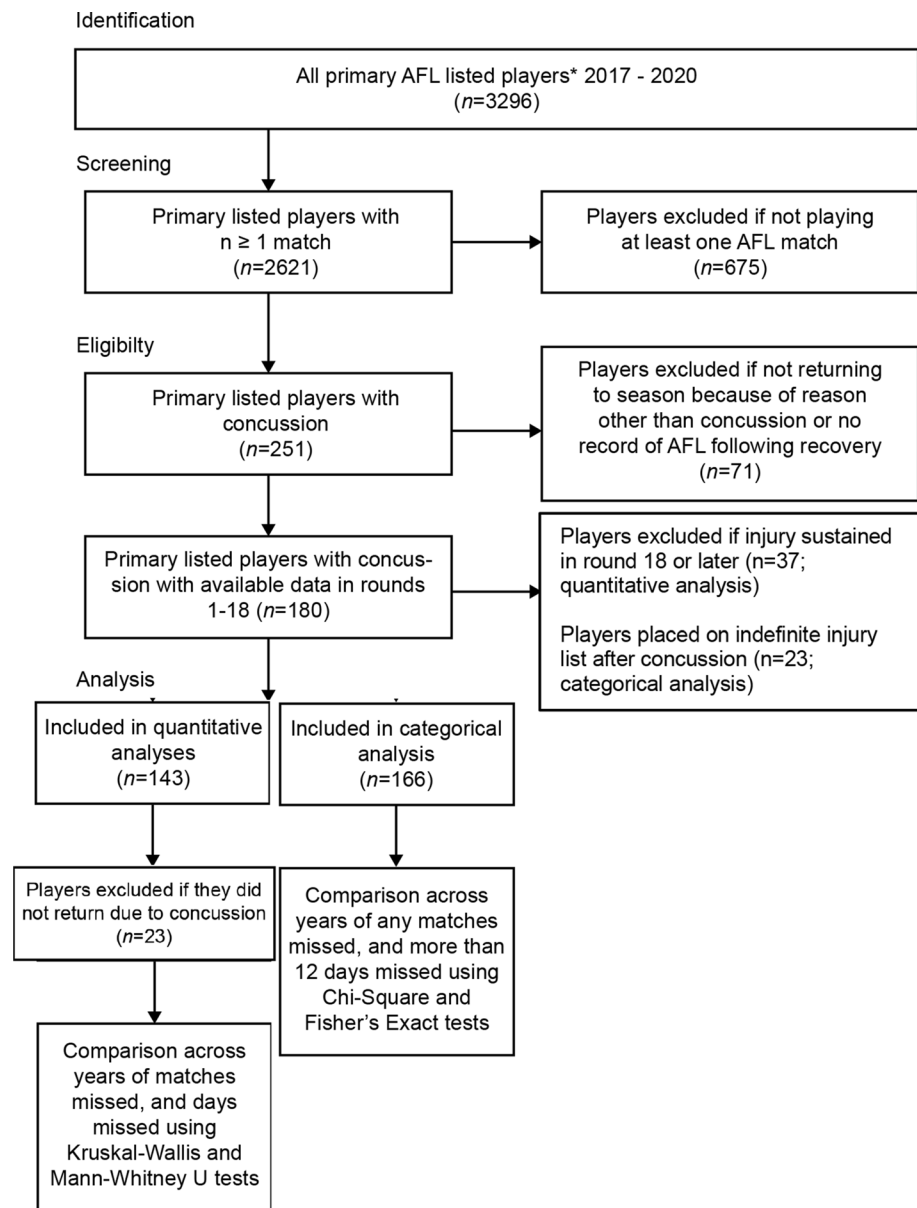 Identification
All primary AFL listed players* 2017 - 2020
(n=3296)
Screening
Primary listed players with
n ≥ 1 match
(n=2621)
Players excluded if not playing
at least one AFL match
(n=675)
Eligibilty
Primary listed players with
concussion
(n=251)
Players excluded if not returning
to season because of reason
other than concussion or no
record of AFL following recovery
(n=71)
Primary listed players with concus-
sion with available data in rounds
1-18 (n=180)
Players excluded if injury sustained
in round 18 or later (n=37;
quantitative analysis)
Players placed on indefinite injury
list after concussion (n=23;
categorical analysis)
Analysis
Included in quantitative
analyses
(n=143)
Included in categorical
analysis
(n=166)
Players excluded if they did
not return due to concussion
(n=23)
Comparison across
years of any matches
missed, and more than
12 days missed using
Chi-Square and
Fisher's Exact tests
Comparison across
years of matches
missed, and days
missed using
Kruskal-Wallis and
Mann-Whitney U tests